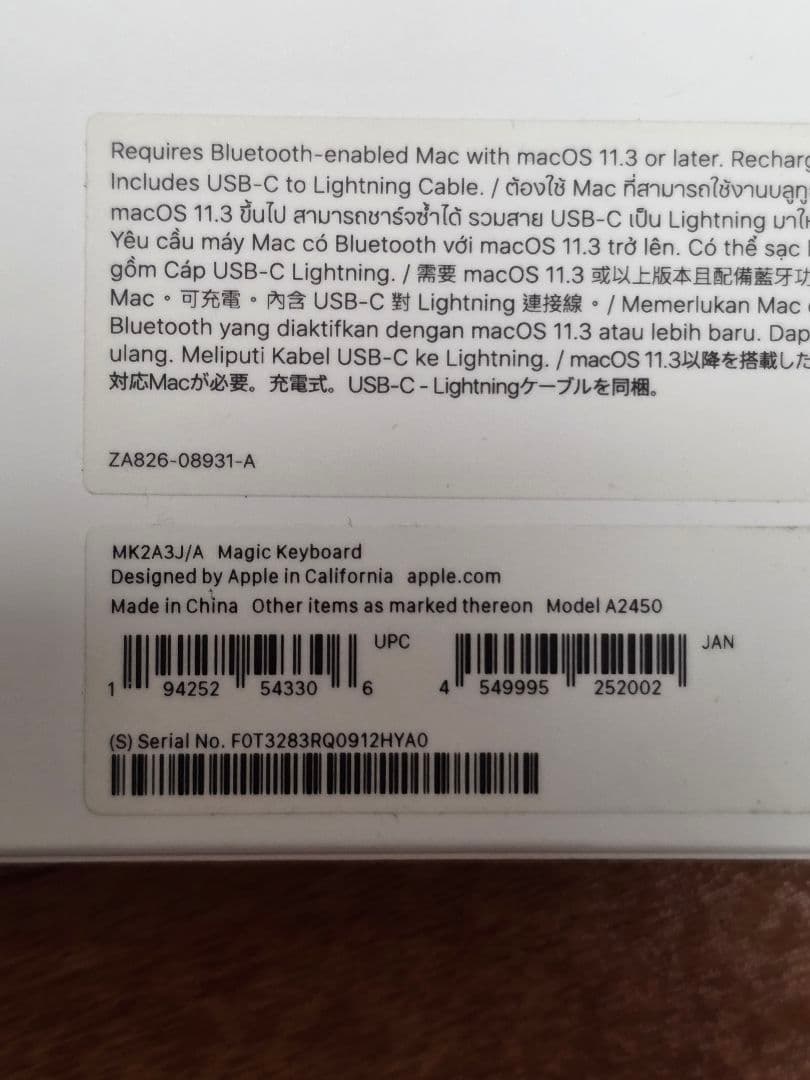 Requires Bluetooth-enabled Mac with macOS 11.3 or later. Recharg
Includes USB-C to Lightning Cable. / ต้องใช้ Mac ที่สามารถใช้งานบลูทู
macOS 11.3 ขึ้นไป สามารถชาร์จซ้ำได้ รวมสาย USB-C เป็น Lightning มาให้
Yêu cầu máy Mac có Bluetooth với macOS 11.3 trở lên. Có thể sạc l
gồm Cáp USB-C Lightning. / 需要 macOS 11.3 或以上版本且配備藍牙功
Mac。可充電。內含 USB-C 對 Lightning 連接線。/ Memerlukan Mac
Bluetooth yang diaktifkan dengan macOS 11.3 atau lebih baru. Dap
ulang. Meliputi Kabel USB-C ke Lightning. / macOS 11.3以降を搭載した
対応Macが必要。充電式。USB-C - Lightningケーブルを同梱。
ZA826-08931-A
MK2A3J/A Magic Keyboard
Designed by Apple in California apple.com
Made in China Other items as marked thereon Model A2450
UPC JAN
1 94252 54330 6 4 549995 252002
(S) Serial No. F0T3283RQ0912HYA0